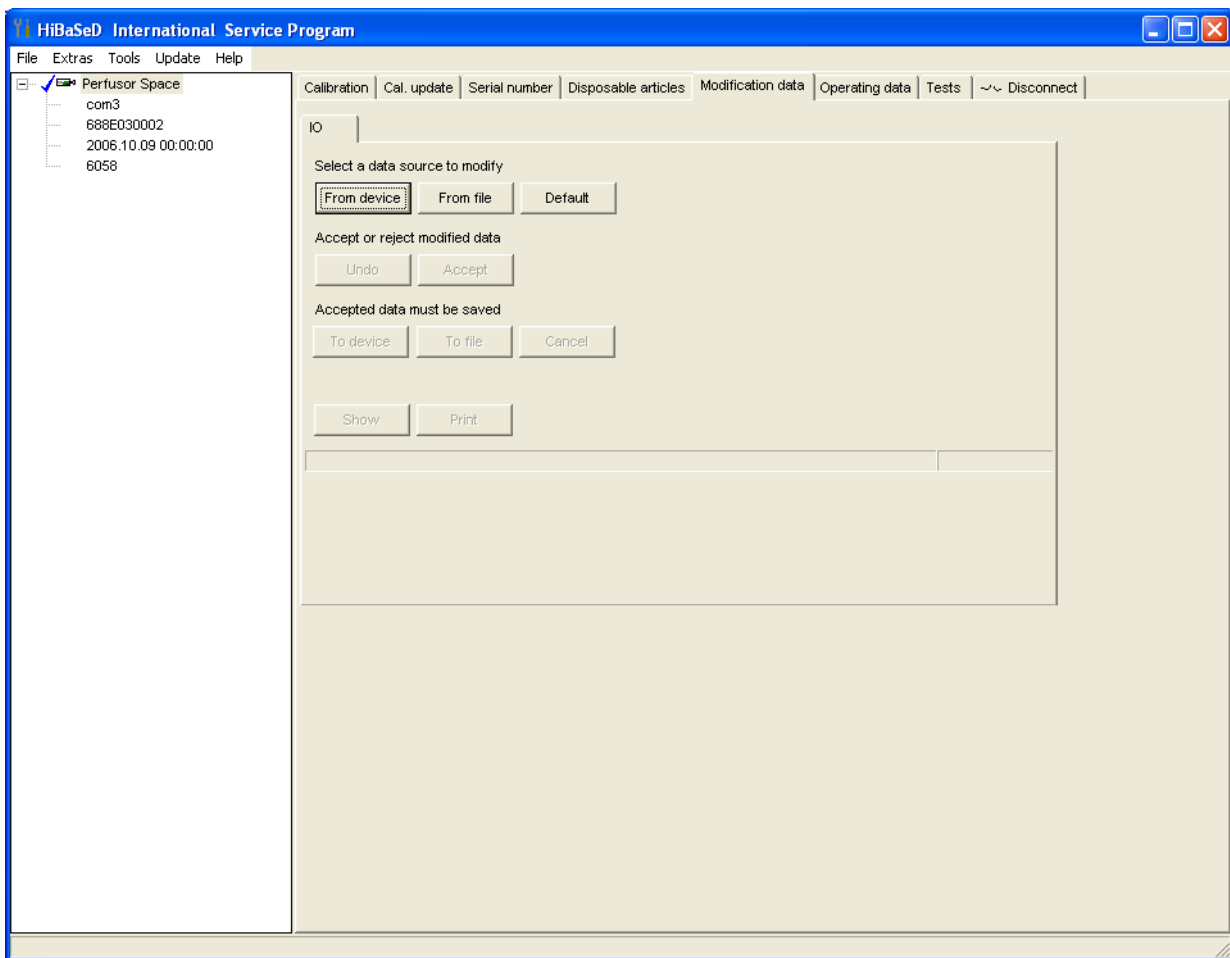 HiBaSeD International Service Program
File Extras Tools Update Help
Perfusor Space
com3
688E030002
2006.10.09 00:00:00
6058
Calibration Cal. update Serial number Disposable articles Modification data Operating data Tests Disconnect
IO
Select a data source to modify
From device From file Default
Accept or reject modified data
Undo Accept
Accepted data must be saved
To device To file Cancel
Show Print